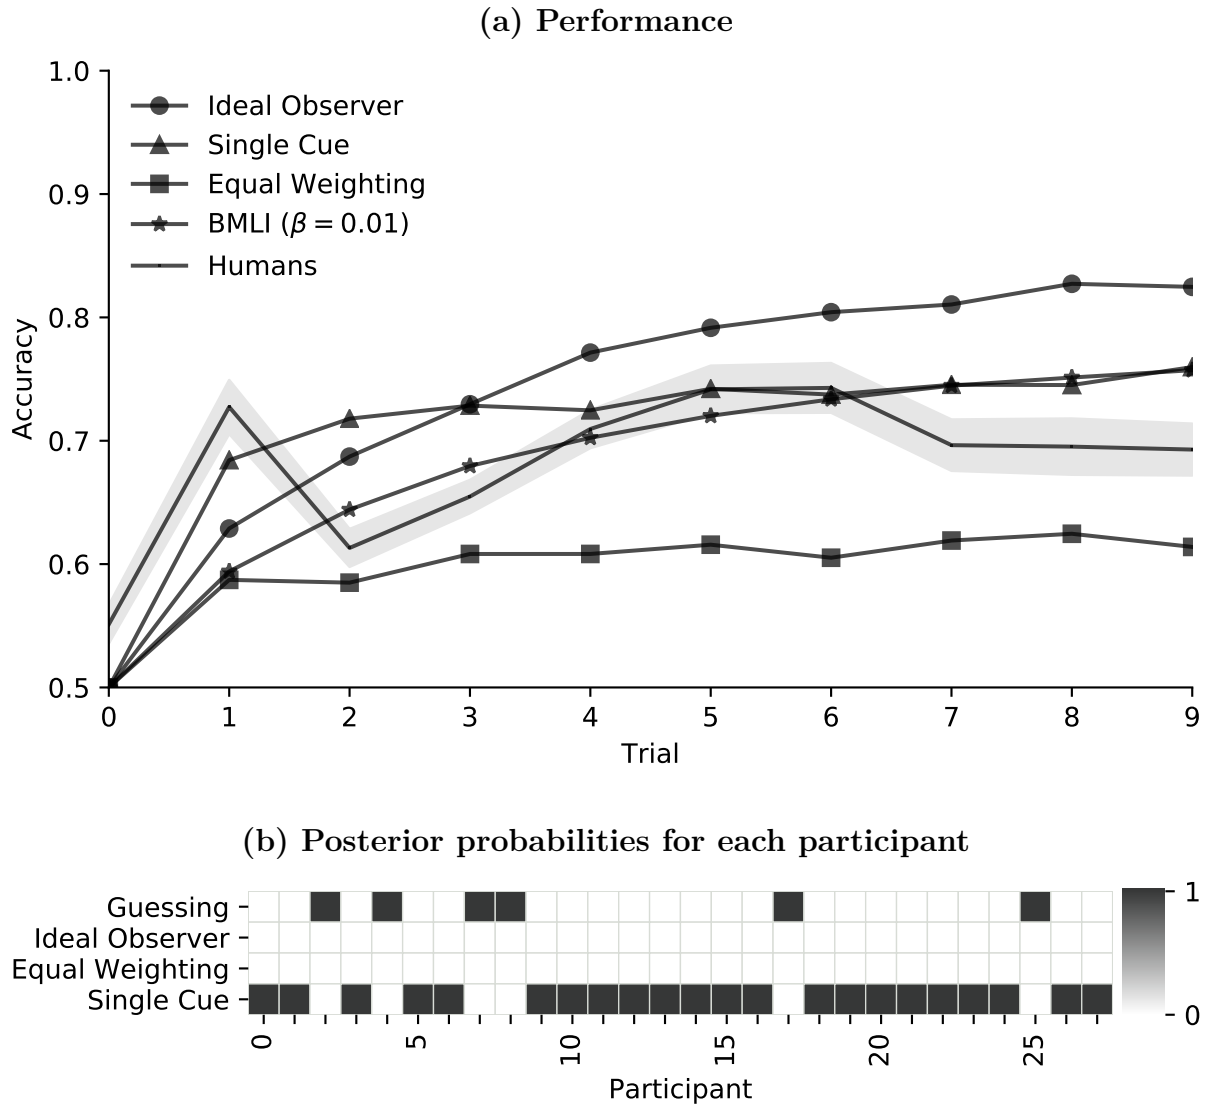 (a) Performance
1.0
0.9
0.8
0.7
0.6
0.5
Accuracy
Ideal Observer
Single Cue
Equal Weighting
BMLI (β = 0.01)
Humans
0 1 2 3 4 5 6 7 8 9
Trial
(b) Posterior probabilities for each participant
Guessing
Ideal Observer
Equal Weighting
Single Cue
1
0
0 5 10 15 20 25
Participant